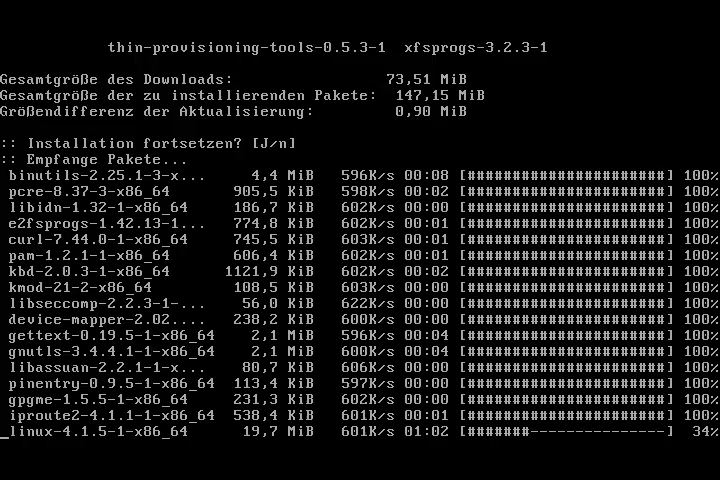 thin-provisioning-tools-0.5.3-1  xfsprogs-3.2.3-1
Gesamtgröße des Downloads: 73,51 MiB
Gesamtgröße der zu installierenden Pakete: 147,15 MiB
Größendifferenz der Aktualisierung: 0,90 MiB
:: Installation fortsetzen? [J/n]
:: Empfange Pakete...
binutils-2.25.1-3-x... 4,4 MiB 596K/s 00:08 [######################] 100%
pcre-8.37-3-x86_64 905,5 KiB 598K/s 00:02 [######################] 100%
libidn-1.32-1-x86_64 186,7 KiB 602K/s 00:00 [######################] 100%
e2fsprogs-1.42.13-1... 774,8 KiB 602K/s 00:01 [######################] 100%
curl-7.44.0-1-x86_64 745,5 KiB 603K/s 00:01 [######################] 100%
pam-1.2.1-1-x86_64 606,4 KiB 602K/s 00:01 [######################] 100%
kbd-2.0.3-1-x86_64 1121,9 KiB 602K/s 00:02 [######################] 100%
kmod-21-2-x86_64 108,5 KiB 603K/s 00:00 [######################] 100%
libseccomp-2.2.3-1-... 56,0 KiB 622K/s 00:00 [######################] 100%
device-mapper-2.02.... 238,2 KiB 600K/s 00:00 [######################] 100%
gettext-0.19.5-1-x86_64 2,1 MiB 596K/s 00:04 [######################] 100%
gnutls-3.4.4.1-1-x86_64 2,1 MiB 600K/s 00:04 [######################] 100%
libassuan-2.2.1-1-x... 80,7 KiB 606K/s 00:00 [######################] 100%
pinentry-0.9.5-1-x86_64 113,4 KiB 597K/s 00:00 [######################] 100%
gpgme-1.5.5-1-x86_64 231,3 KiB 602K/s 00:00 [######################] 100%
iproute2-4.1.1-1-x86_64 538,4 KiB 601K/s 00:01 [######################] 100%
linux-4.1.5-1-x86_64 19,7 MiB 601K/s 01:02 [#######---------------] 34%